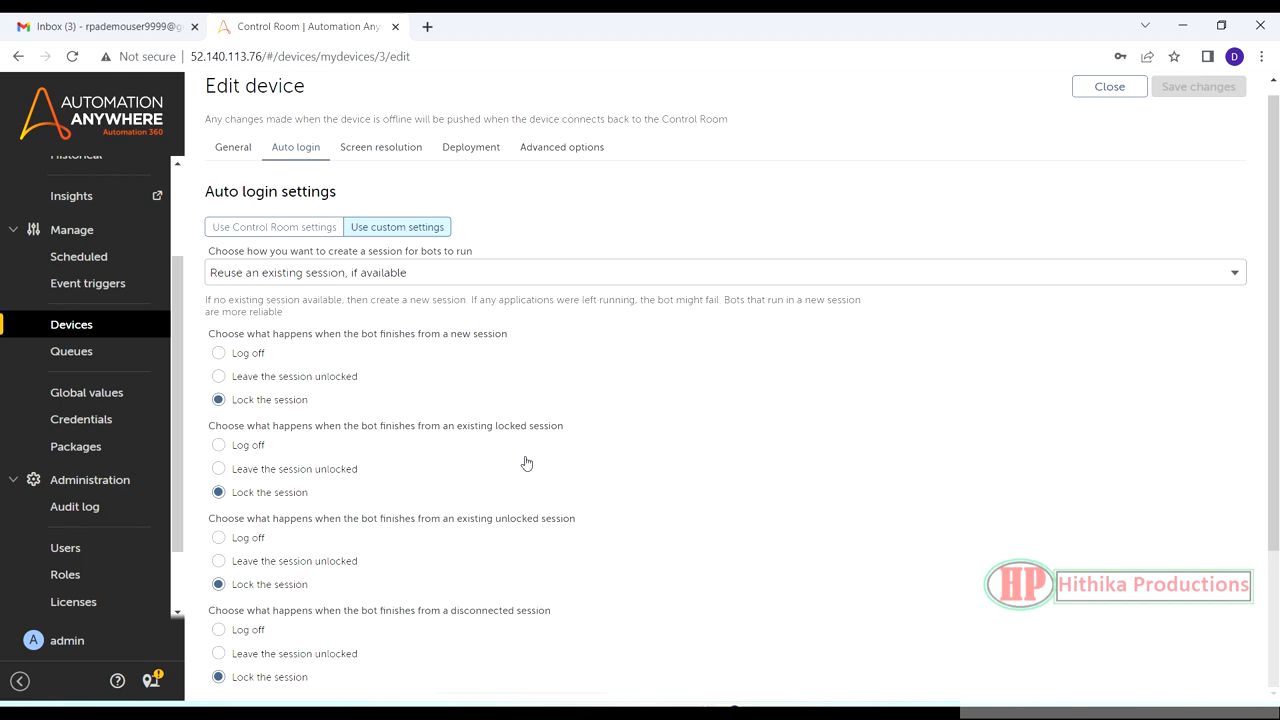 Inbox (3) - rpademouser9999@g
Control Room | Automation Any
Not secure
52.140.113.76/#/devices/mydevices/3/edit
D
AUTOMATION
ANYWHERE
Automation 360
Historical
Insights
Manage
Scheduled
Event triggers
Devices
Queues
Global values
Credentials
Packages
Administration
Audit log
Users
Roles
Licenses
A admin
Edit device
Close
Save changes
Any changes made when the device is offline will be pushed when the device connects back to the Control Room
General Auto login Screen resolution Deployment Advanced options
Auto login settings
Use Control Room settings Use custom settings
Choose how you want to create a session for bots to run
Reuse an existing session, if available
If no existing session available, then create a new session. If any applications were left running, the bot might fail. Bots that run in a new session
are more reliable
Choose what happens when the bot finishes from a new session
Log off
Leave the session unlocked
Lock the session
Choose what happens when the bot finishes from an existing locked session
Log off
Leave the session unlocked
Lock the session
Choose what happens when the bot finishes from an existing unlocked session
Log off
Leave the session unlocked
Lock the session
Choose what happens when the bot finishes from a disconnected session
Log off
Leave the session unlocked
Lock the session
HP Hithika Productions